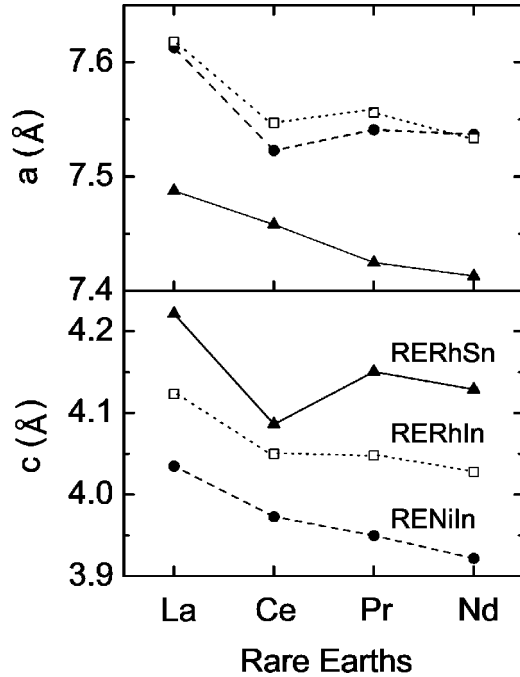 7.6
a (Å)
7.5
7.4
4.2
RERhSn
4.1
RERhIn
c (Å)
4.0
RENiIn
3.9
La Ce Pr Nd
Rare Earths